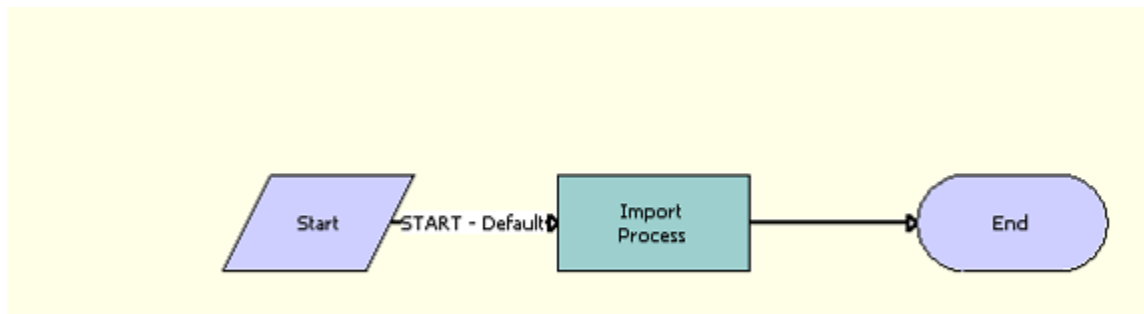 Start
START - Default
Import
Process
End